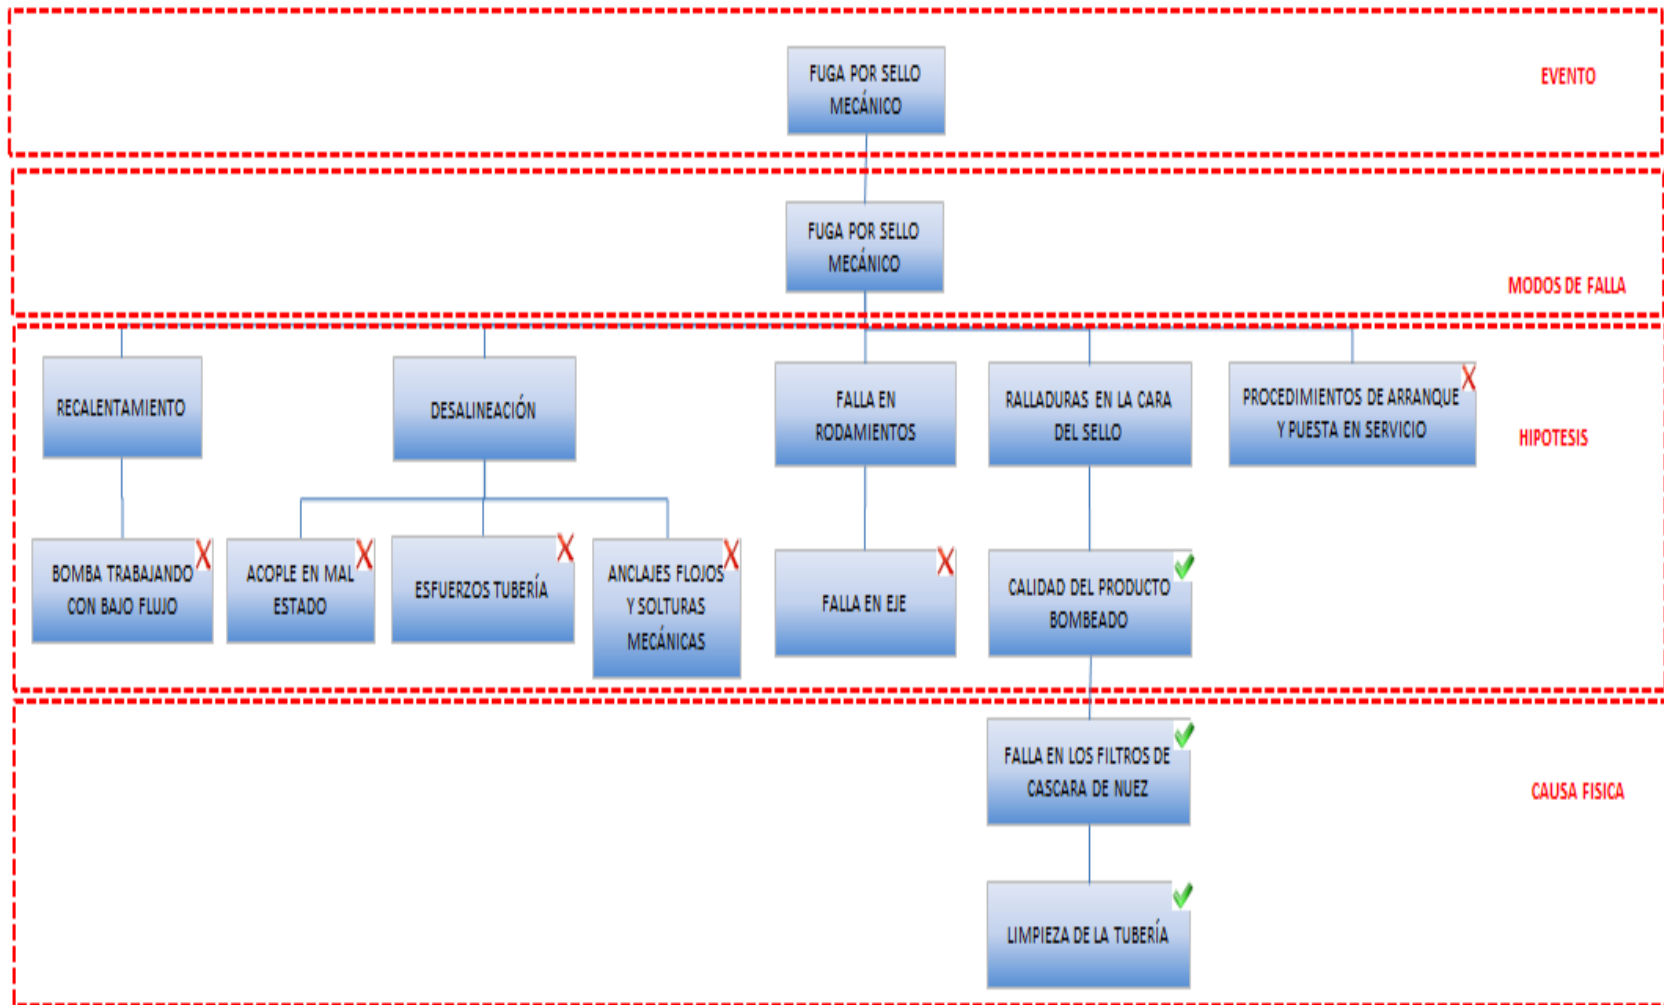 FUGA POR SELLO
MECÁNICO
EVENTO
FUGA POR SELLO
MECÁNICO
MODOS DE FALLA
RECALENTAMIENTO
DESALINEACIÓN
FALLA EN
RODAMIENTOS
RALLADURAS EN LA CARA
DEL SELLO
PROCEDIMIENTOS DE ARRANQUE
Y PUESTA EN SERVICIO
HIPOTESIS
BOMBA TRABAJANDO
CON BAJO FLUJO
ACOPLE EN MAL
ESTADO
ESFUERZOS TUBERÍA
ANCLAJES FLOJOS
Y SOLTURAS
MECÁNICAS
FALLA EN EJE
CALIDAD DEL PRODUCTO
BOMBEADO
FALLA EN LOS FILTROS DE
CASCARA DE NUEZ
CAUSA FISICA
LIMPIEZA DE LA TUBERÍA